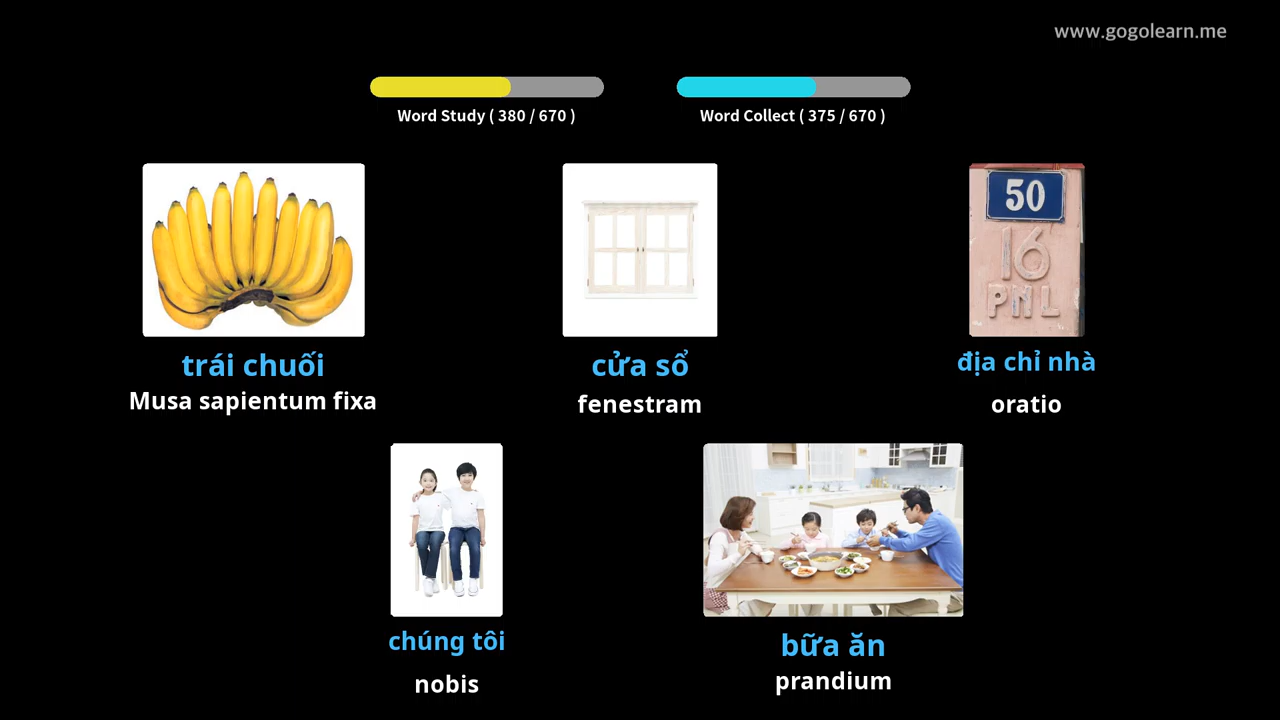 www.gogolearn.me
Word Study ( 380 / 670 )
Word Collect ( 375 / 670 )
50
16
PNL
trái chuối
cửa sổ
địa chỉ nhà
Musa sapientum fixa
fenestram
oratio
chúng tôi
bữa ăn
nobis
prandium